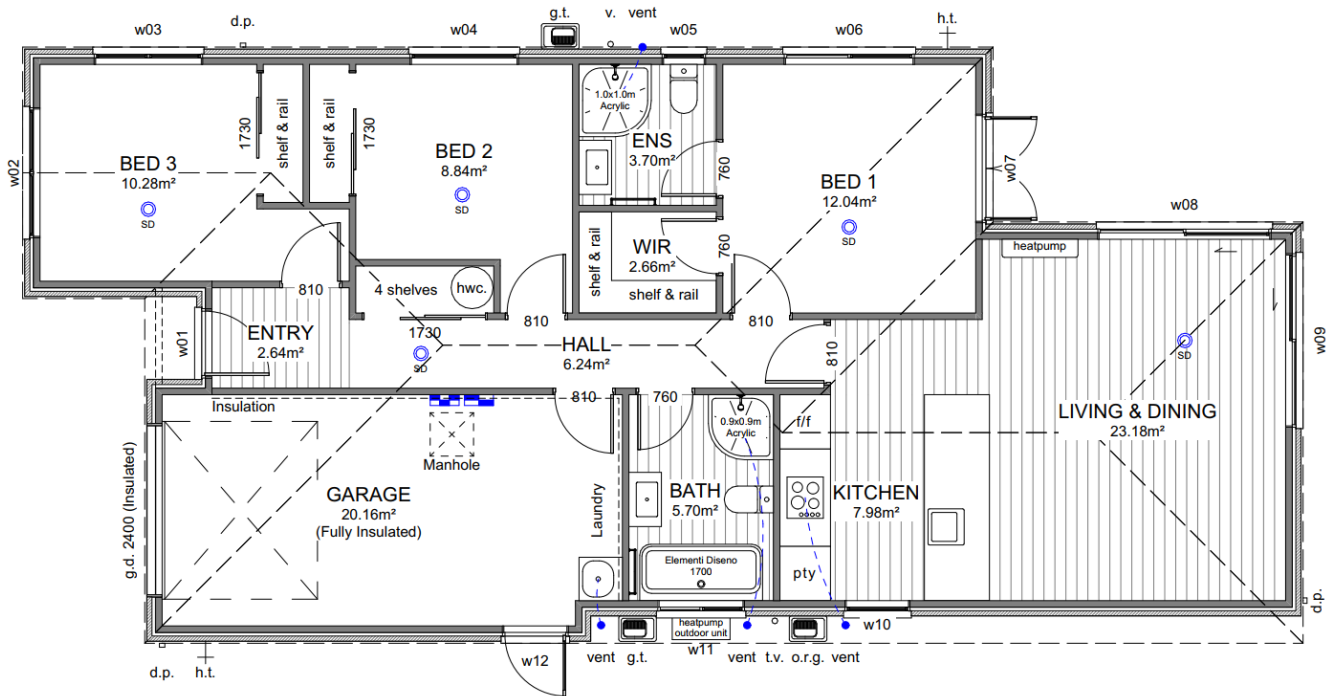 d.p.
g.t.
v.
vent
h.t.
w03
w04
w05
w06
w02
BED 3
10.28m²
SD
1730
shelf & rail
shelf & rail
1730
BED 2
8.84m²
SD
1.0x1.0m
Acrylic
ENS
3.70m²
760
BED 1
12.04m²
SD
w07
w08
heatpump
WIR
2.66m²
shelf & rail
shelf & rail
760
4 shelves
hwc.
810
w01
ENTRY
2.64m²
1730
SD
810
HALL
6.24m²
810
810
SD
w09
Insulation
810
760
0.9x0.9m
Acrylic
f/f
LIVING & DINING
23.18m²
Manhole
g.d. 2400 (Insulated)
GARAGE
20.16m²
(Fully Insulated)
Laundry
BATH
5.70m²
KITCHEN
7.98m²
Elementi Diseno
1700
pty
d.p.
d.p.
h.t.
w12
vent
g.t.
heatpump
outdoor unit
w11
vent
t.v.
o.r.g.
vent
w10